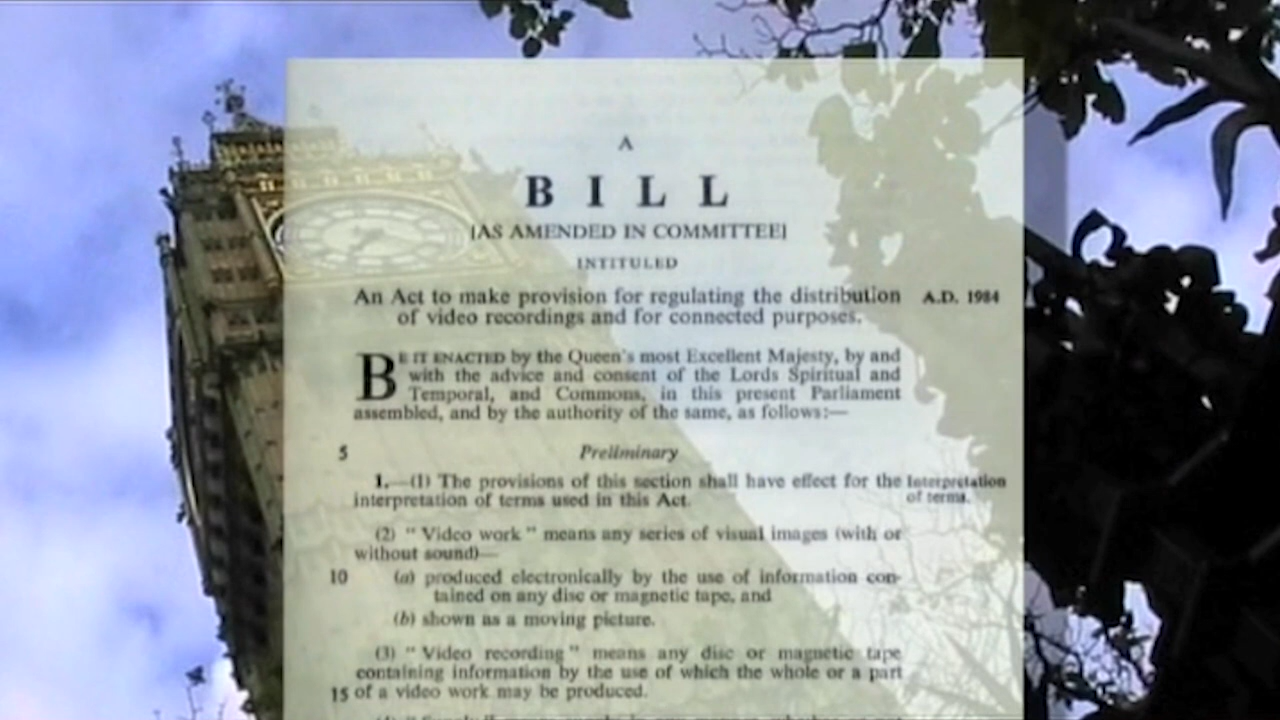 A
BILL
[AS AMENDED IN COMMITTEE]
INTITULED
An Act to make provision for regulating the distribution A.D. 1984
of video recordings and for connected purposes.
BE IT ENACTED by the Queen's most Excellent Majesty, by and
with the advice and consent of the Lords Spiritual and
Temporal, and Commons, in this present Parliament
assembled, and by the authority of the same, as follows:—
5 Preliminary
1.—(1) The provisions of this section shall have effect for the Interpretation
interpretation of terms used in this Act. of terms.
(2) " Video work " means any series of visual images (with or
without sound)—
10 (a) produced electronically by the use of information con-
tained on any disc or magnetic tape, and
(b) shown as a moving picture.
(3) " Video recording " means any disc or magnetic tape
containing information by the use of which the whole or a part
15 of a video work may be produced.